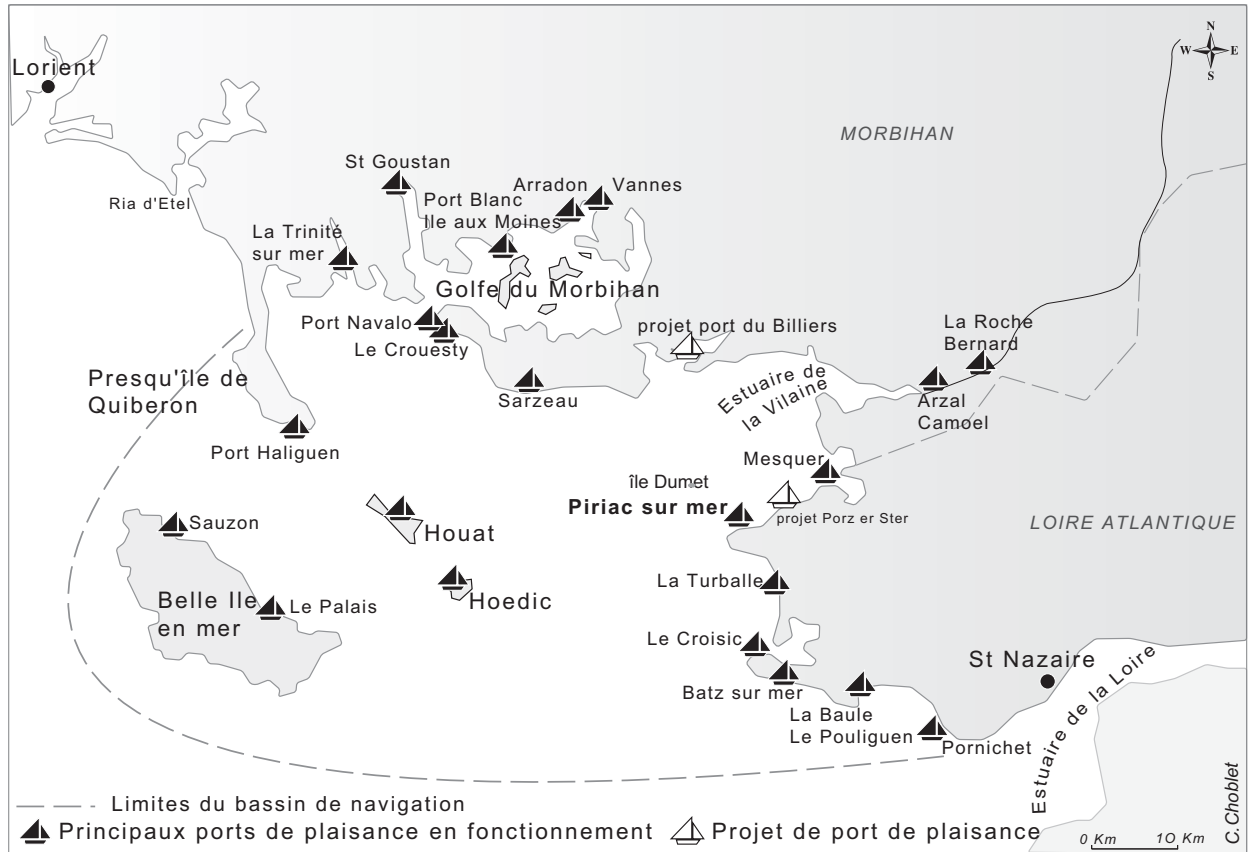 N
W E
S
Lorient
MORBIHAN
St Goustan
Arradon
Vannes
Port Blanc
Ile aux Moines
Ria d'Etel
La Trinité
sur mer
Golfe du Morbihan
Port Navalo
Le Crouesty
projet port du Billiers
La Roche
Bernard
Presqu'île de
Quiberon
Sarzeau
Estuaire de
la Vilaine
Arzal
Camoel
Port Haliguen
Mesquer
île Dumet
Piriac sur mer
projet Porz er Ster
LOIRE ATLANTIQUE
Sauzon
Houat
La Turballe
Belle Ile
en mer
Le Palais
Hoedic
Le Croisic
St Nazaire
Batz sur mer
La Baule
Le Pouliguen
Pornichet
Estuaire de la Loire
Limites du bassin de navigation
Principaux ports de plaisance en fonctionnement
Projet de port de plaisance
0 Km 10 Km
C.Choblet